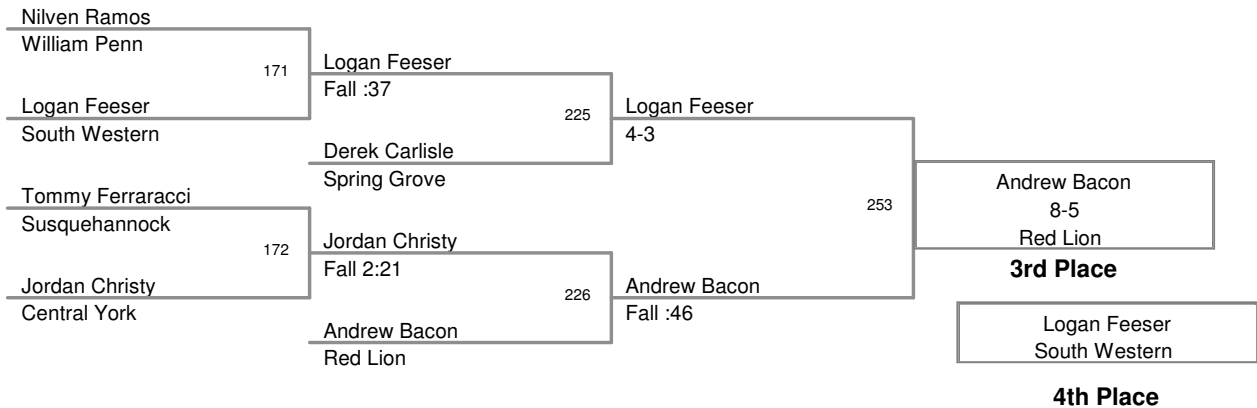 Nilven Ramos
William Penn
171
Logan Feeser
Fall :37
Logan Feeser
South Western
225
Logan Feeser
4-3
Derek Carlisle
Spring Grove
Tommy Ferraracci
Susquehannock
172
Jordan Christy
Fall 2:21
Jordan Christy
Central York
226
Andrew Bacon
Fall :46
Andrew Bacon
Red Lion
253
Andrew Bacon
8-5
Red Lion
3rd Place
Logan Feeser
South Western
4th Place